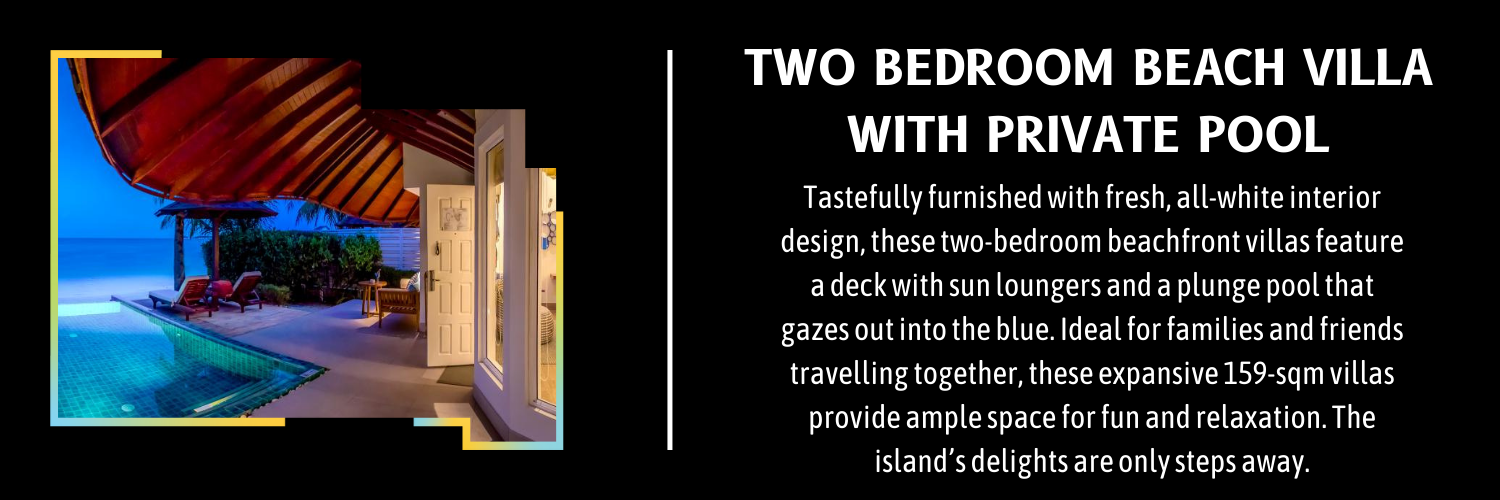 TWO BEDROOM BEACH VILLA
WITH PRIVATE POOL
Tastefully furnished with fresh, all-white interior
design, these two-bedroom beachfront villas feature
a deck with sun loungers and a plunge pool that
gazes out into the blue. Ideal for families and friends
travelling together, these expansive 159-sqm villas
provide ample space for fun and relaxation. The
island’s delights are only steps away.